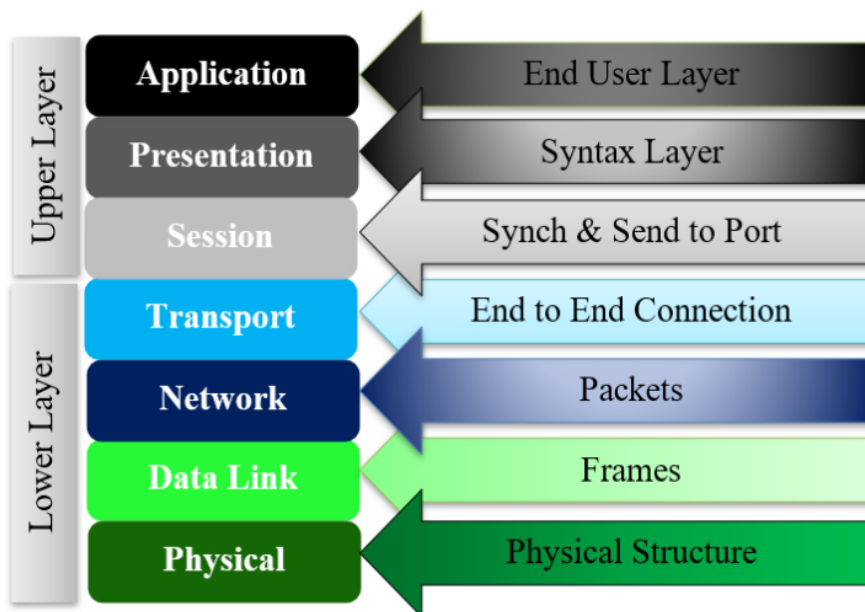 Upper Layer
Application
End User Layer
Presentation
Syntax Layer
Session
Synch & Send to Port
Lower Layer
Transport
End to End Connection
Network
Packets
Data Link
Frames
Physical
Physical Structure